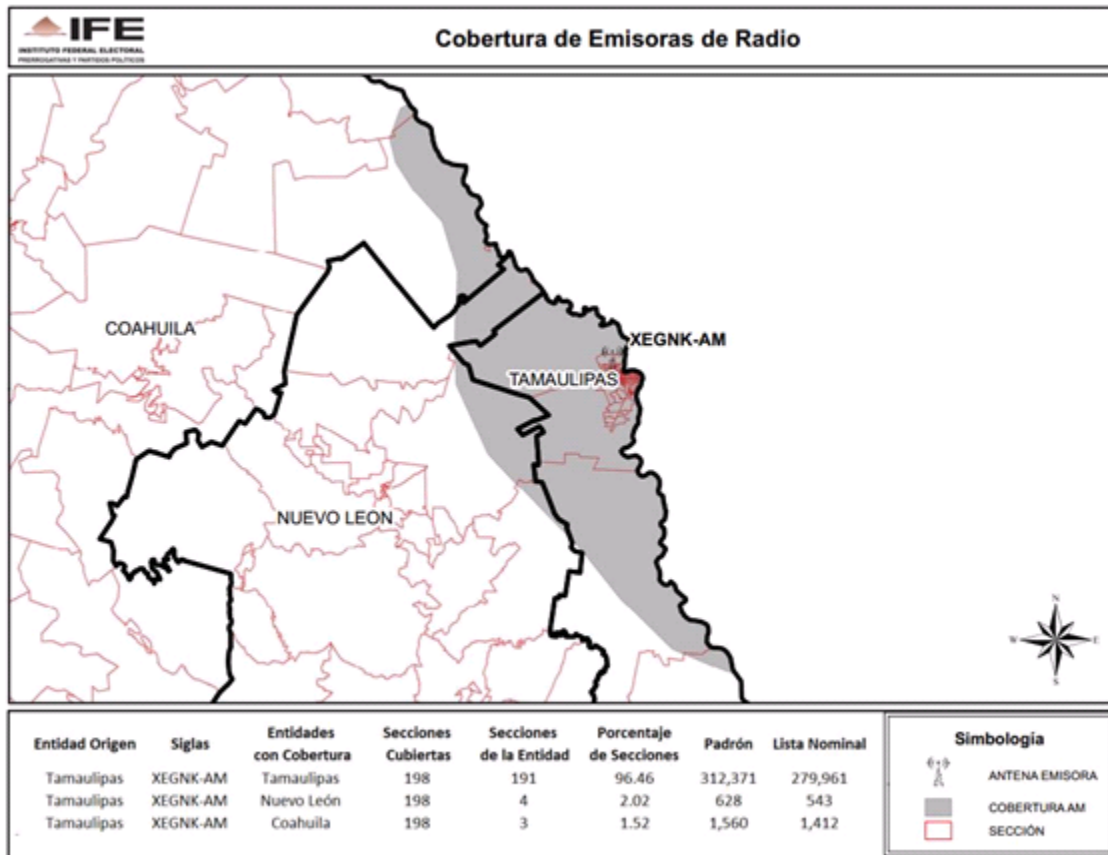 IFE
INSTITUTO FEDERAL ELECTORAL
PRERROGATIVAS Y PARTIDOS POLÍTICOS
Cobertura de Emisoras de Radio
COAHUILA
XEGNK-AM
TAMAULIPAS
NUEVO LEON
N
W E
S
Entidad Origen Siglas Entidades con Cobertura Secciones Cubiertas Secciones de la Entidad Porcentaje de Secciones Padrón Lista Nominal
Tamaulipas XEGNK-AM Tamaulipas 198 191 96.46 312,371 279,961
Tamaulipas XEGNK-AM Nuevo León 198 4 2.02 628 543
Tamaulipas XEGNK-AM Coahuila 198 3 1.52 1,560 1,412
Simbología
ANTENA EMISORA
COBERTURA AM
SECCIÓN